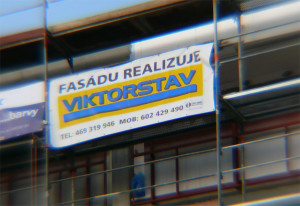 FASÁDU REALIZUJE
VIKTORSTAV
TEL: 469 319 946 MOB: 602 429 490
barvy